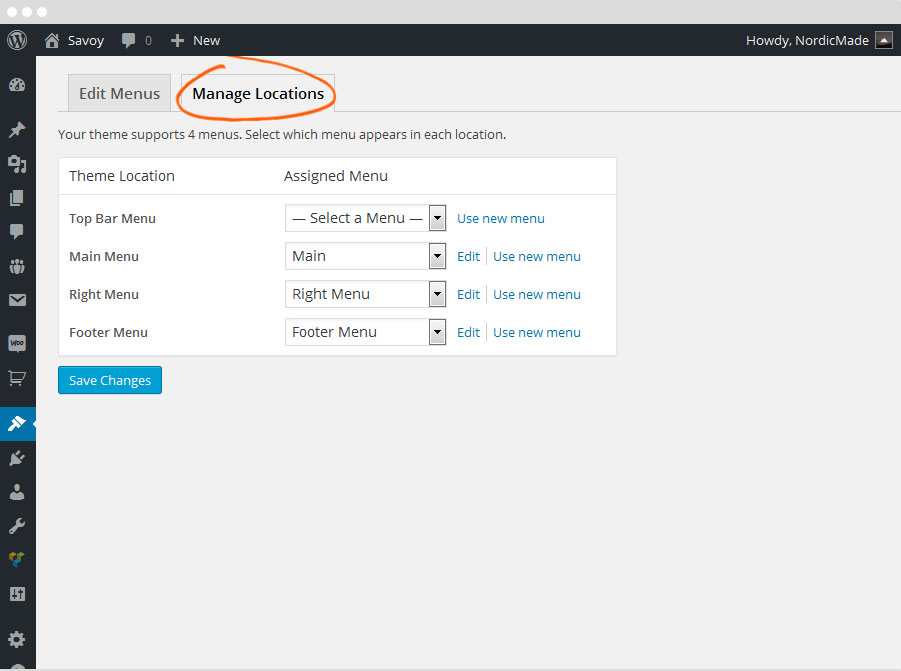 Savoy 0 New Howdy, NordicMade
Edit Menus Manage Locations
Your theme supports 4 menus. Select which menu appears in each location.
Theme Location Assigned Menu
Top Bar Menu — Select a Menu — Use new menu
Main Menu Main Edit Use new menu
Right Menu Right Menu Edit Use new menu
Footer Menu Footer Menu Edit Use new menu
Save Changes
WOO